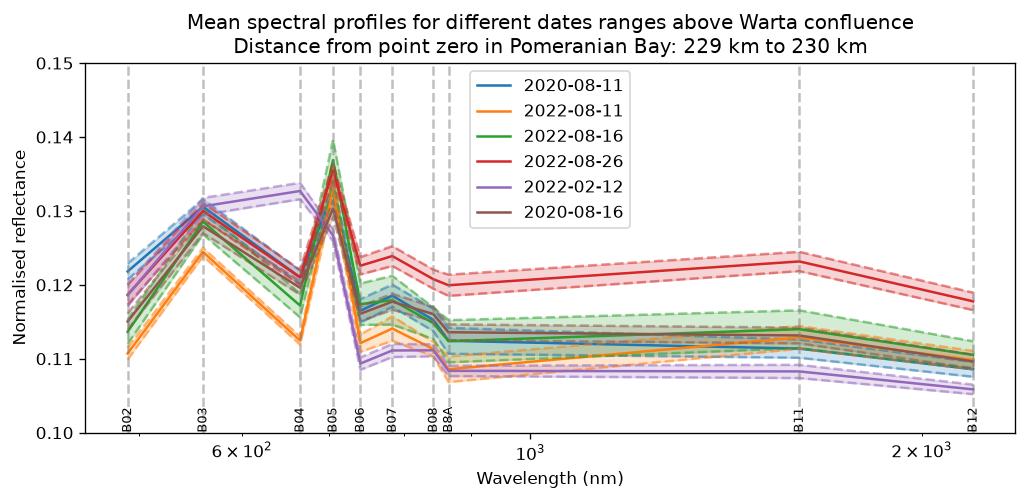 Mean spectral profiles for different dates ranges above Warta confluence
Distance from point zero in Pomeranian Bay: 229 km to 230 km
0.15
0.14
0.13
0.12
0.11
0.10
Normalised reflectance
2020-08-11
2022-08-11
2022-08-16
2022-08-26
2022-02-12
2020-08-16
B02
B03
B04
B05
B06
B07
B08
B8A
B11
B12
6 × 10²
10³
2 × 10³
Wavelength (nm)